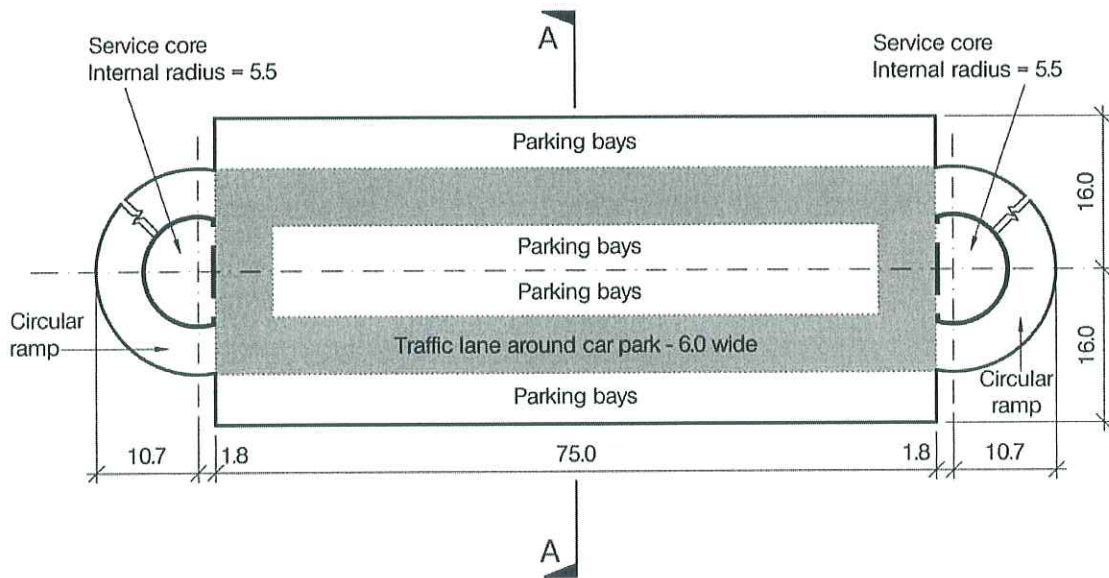 A
Service core
Internal radius = 5.5
Service core
Internal radius = 5.5
Parking bays
Parking bays
Parking bays
Traffic lane around car park - 6.0 wide
Parking bays
Circular
ramp
Circular
ramp
16.0
16.0
10.7
1.8
75.0
1.8
10.7
A